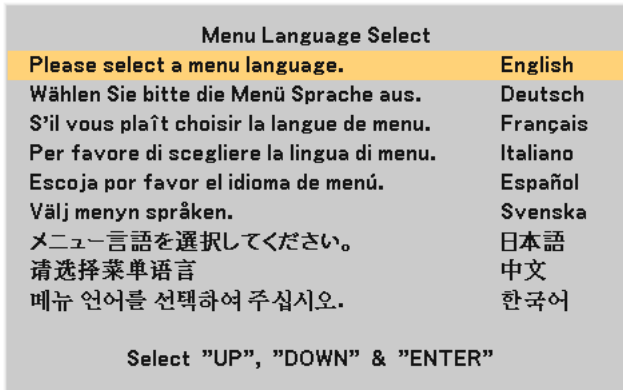 Menu Language Select
Please select a menu language. English
Wählen Sie bitte die Menü Sprache aus. Deutsch
S'il vous plaît choisir la langue de menu. Français
Per favore di scegliere la lingua di menu. Italiano
Escoja por favor el idioma de menú. Español
Välj menyn språken. Svenska
メニュー言語を選択してください。 日本語
请选择菜单语言 中文
메뉴 언어를 선택하여 주십시오. 한국어
Select "UP", "DOWN" & "ENTER"